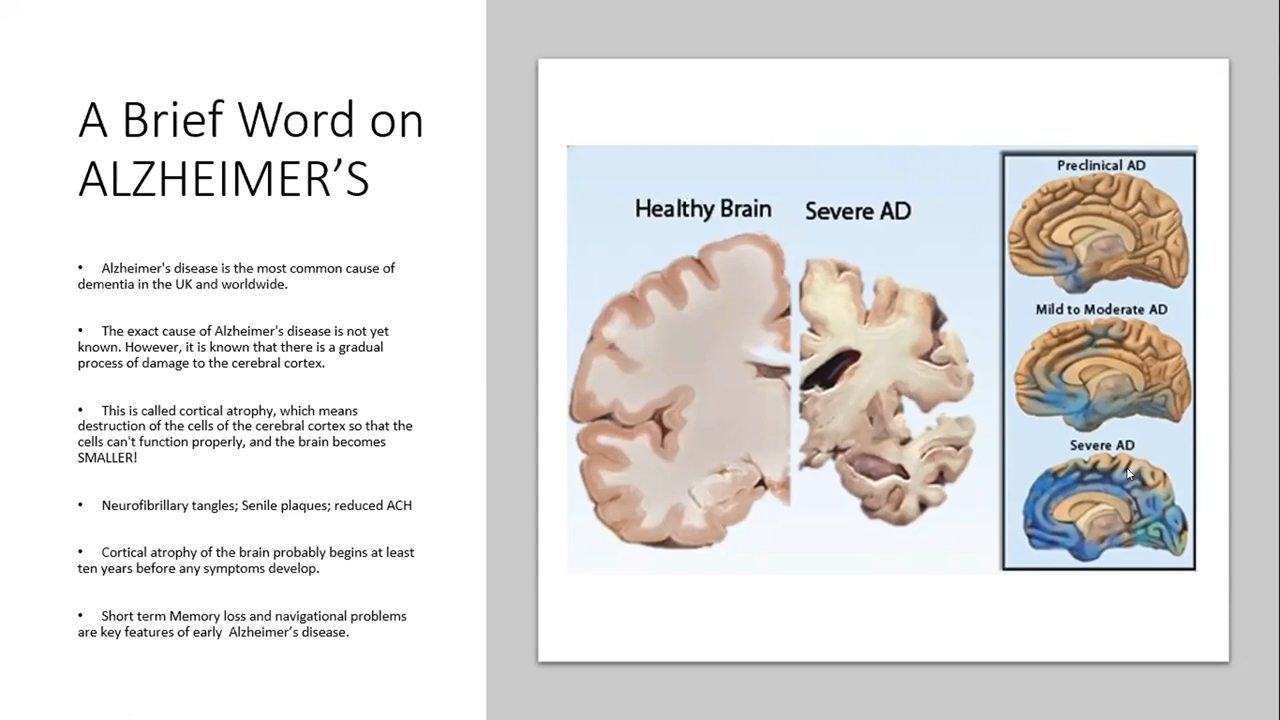 A Brief Word on
ALZHEIMER’S
• Alzheimer's disease is the most common cause of
dementia in the UK and worldwide.
• The exact cause of Alzheimer's disease is not yet
known. However, it is known that there is a gradual
process of damage to the cerebral cortex.
• This is called cortical atrophy, which means
destruction of the cells of the cerebral cortex so that the
cells can't function properly, and the brain becomes
SMALLER!
• Neurofibrillary tangles; Senile plaques; reduced ACH
• Cortical atrophy of the brain probably begins at least
ten years before any symptoms develop.
• Short term Memory loss and navigational problems
are key features of early  Alzheimer’s disease.
Healthy Brain
Severe AD
Preclinical AD
Mild to Moderate AD
Severe AD